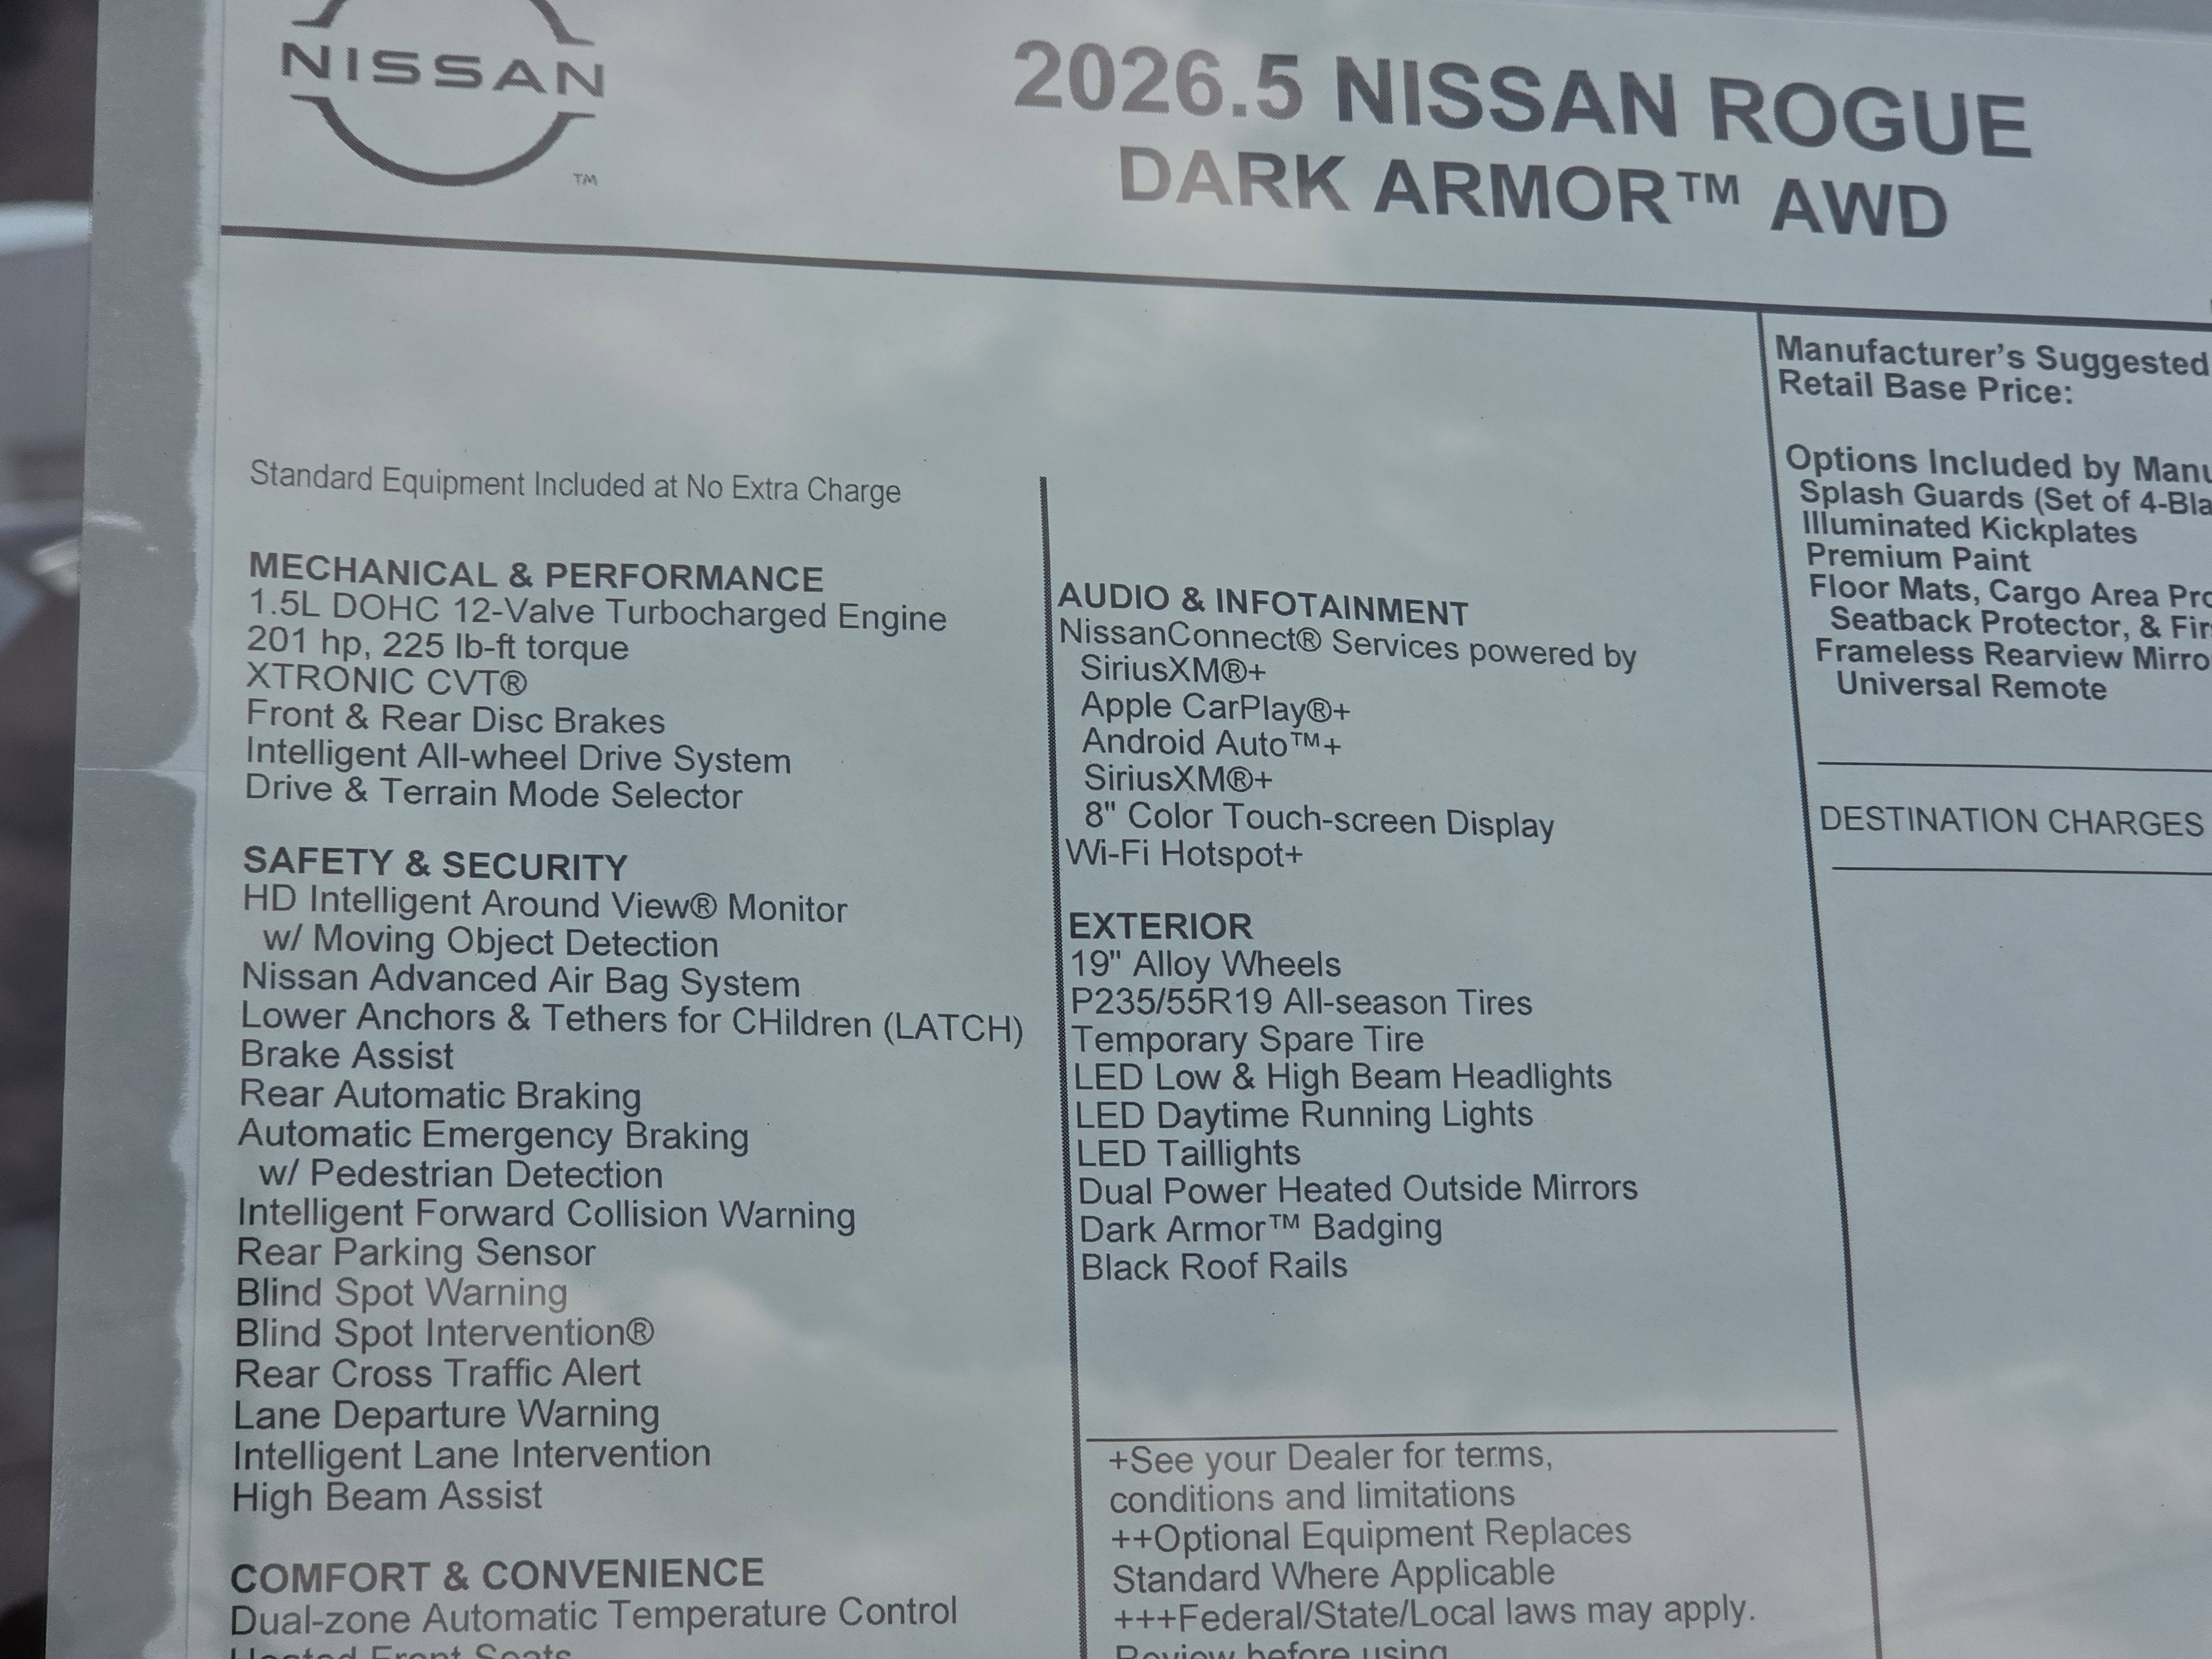 NISSAN
TM
2026.5 NISSAN ROGUE
DARK ARMOR™ AWD
Standard Equipment Included at No Extra Charge
MECHANICAL & PERFORMANCE
1.5L DOHC 12-Valve Turbocharged Engine
201 hp, 225 lb-ft torque
XTRONIC CVT®
Front & Rear Disc Brakes
Intelligent All-wheel Drive System
Drive & Terrain Mode Selector
SAFETY & SECURITY
HD Intelligent Around View® Monitor
w/ Moving Object Detection
Nissan Advanced Air Bag System
Lower Anchors & Tethers for CHildren (LATCH)
Brake Assist
Rear Automatic Braking
Automatic Emergency Braking
w/ Pedestrian Detection
Intelligent Forward Collision Warning
Rear Parking Sensor
Blind Spot Warning
Blind Spot Intervention®
Rear Cross Traffic Alert
Lane Departure Warning
Intelligent Lane Intervention
High Beam Assist
COMFORT & CONVENIENCE
Dual-zone Automatic Temperature Control
Heated Front Seats
AUDIO & INFOTAINMENT
NissanConnect® Services powered by
SiriusXM®+
Apple CarPlay®+
Android Auto™+
SiriusXM®+
8" Color Touch-screen Display
Wi-Fi Hotspot+
EXTERIOR
19" Alloy Wheels
P235/55R19 All-season Tires
Temporary Spare Tire
LED Low & High Beam Headlights
LED Daytime Running Lights
LED Taillights
Dual Power Heated Outside Mirrors
Dark Armor™ Badging
Black Roof Rails
+See your Dealer for terms,
conditions and limitations
++Optional Equipment Replaces
Standard Where Applicable
+++Federal/State/Local laws may apply.
Review before using
Manufacturer's Suggested
Retail Base Price:
Options Included by
Splash Guards (Set of
Illuminated Kickplates
Premium Paint
Floor Mats, Cargo Area
Seatback Protector, &
Frameless Rearview
Universal Remote
DESTINATION CHARGES